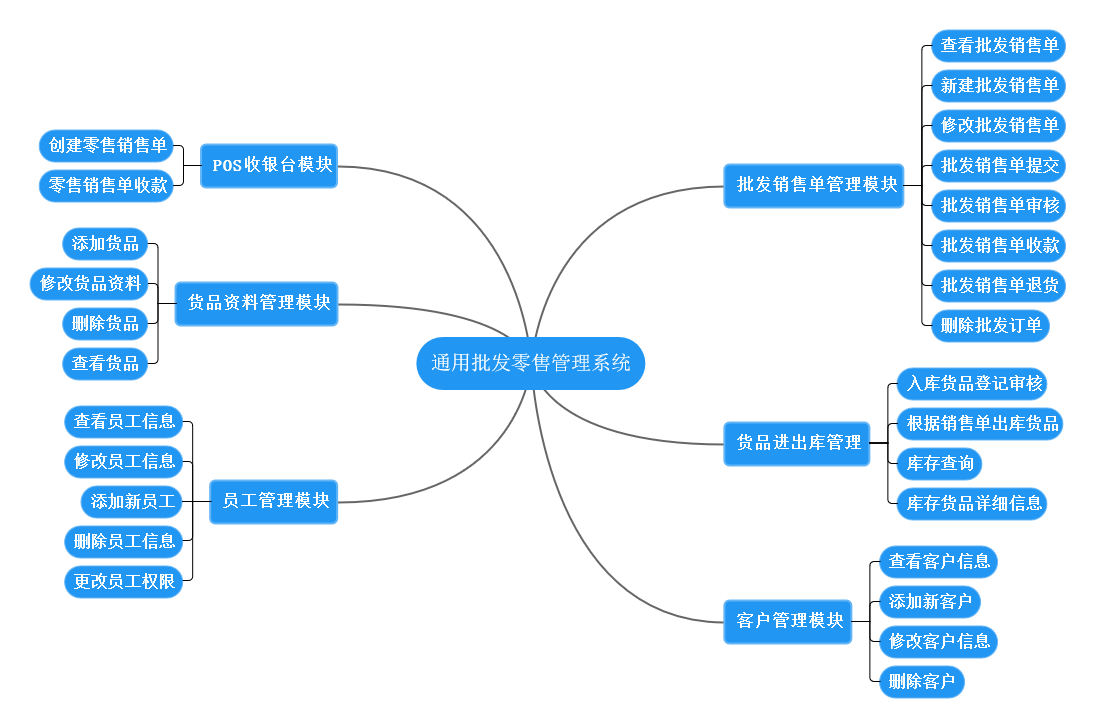 通用批发零售管理系统
POS收银台模块
创建零售销售单
零售销售单收款
货品资料管理模块
添加货品
修改货品资料
删除货品
查看货品
员工管理模块
查看员工信息
修改员工信息
添加新员工
删除员工信息
更改员工权限
批发销售单管理模块
查看批发销售单
新建批发销售单
修改批发销售单
批发销售单提交
批发销售单审核
批发销售单收款
批发销售单退货
删除批发订单
货品进出库管理
入库货品登记审核
根据销售单出库货品
库存查询
库存货品详细信息
客户管理模块
查看客户信息
添加新客户
修改客户信息
删除客户